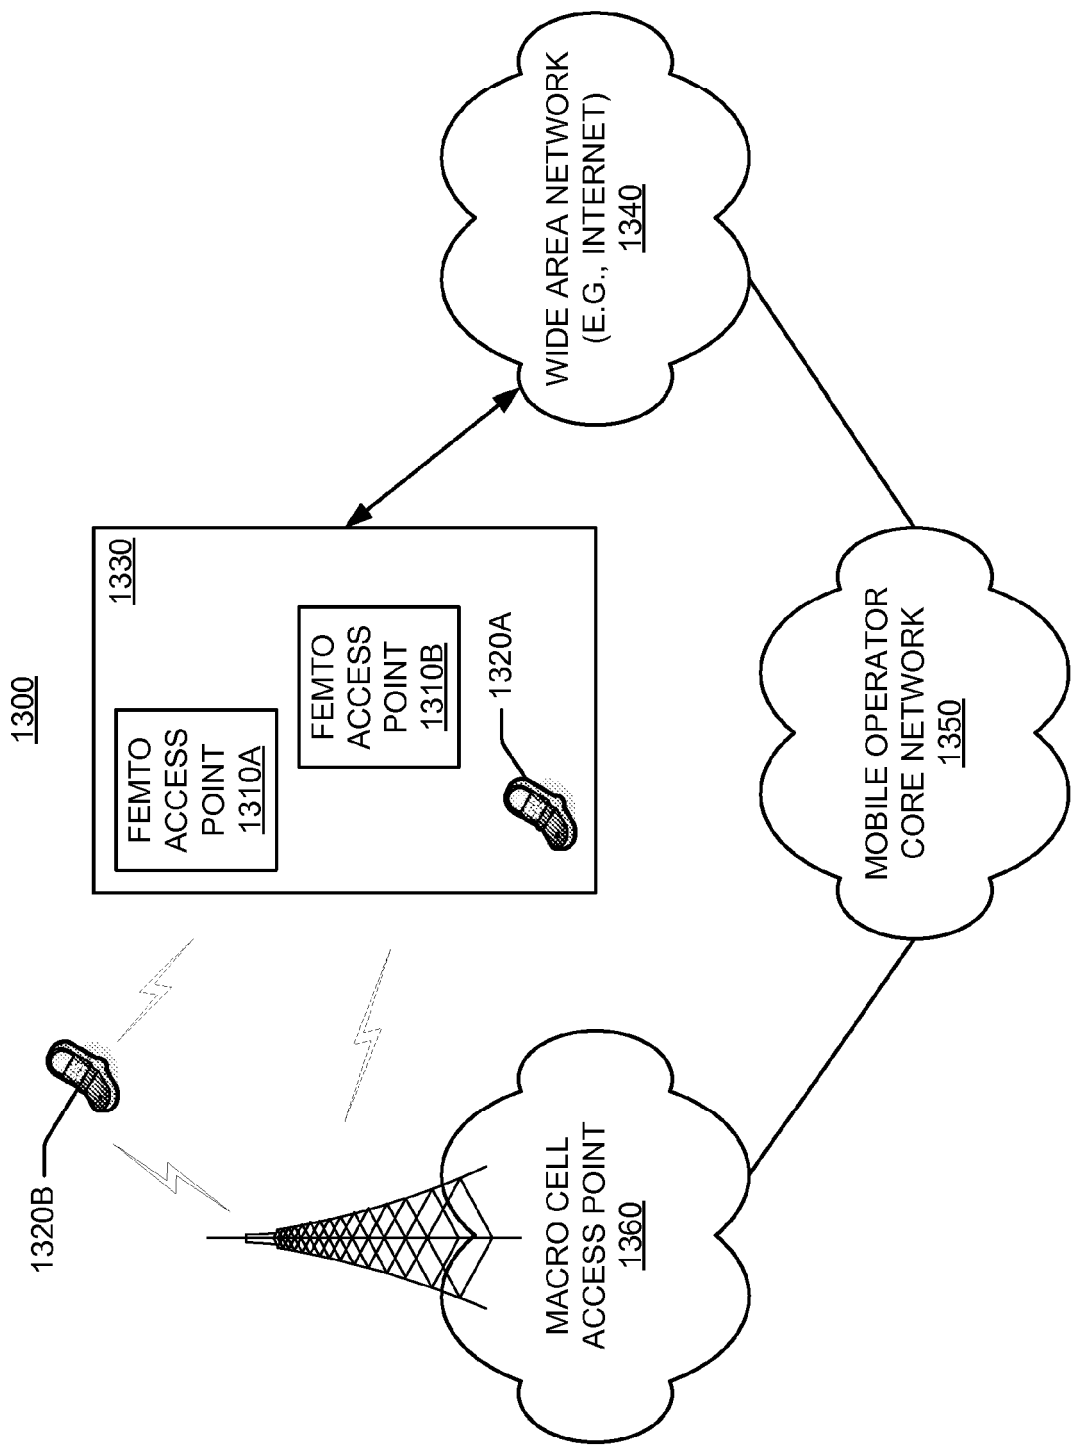 1300
1320B
FEMTO
ACCESS
POINT
1310A
1330
FEMTO
ACCESS
POINT
1310B
1320A
MACRO CELL
ACCESS POINT
1360
WIDE AREA NETWORK
(E.G., INTERNET)
1340
MOBILE OPERATOR
CORE NETWORK
1350